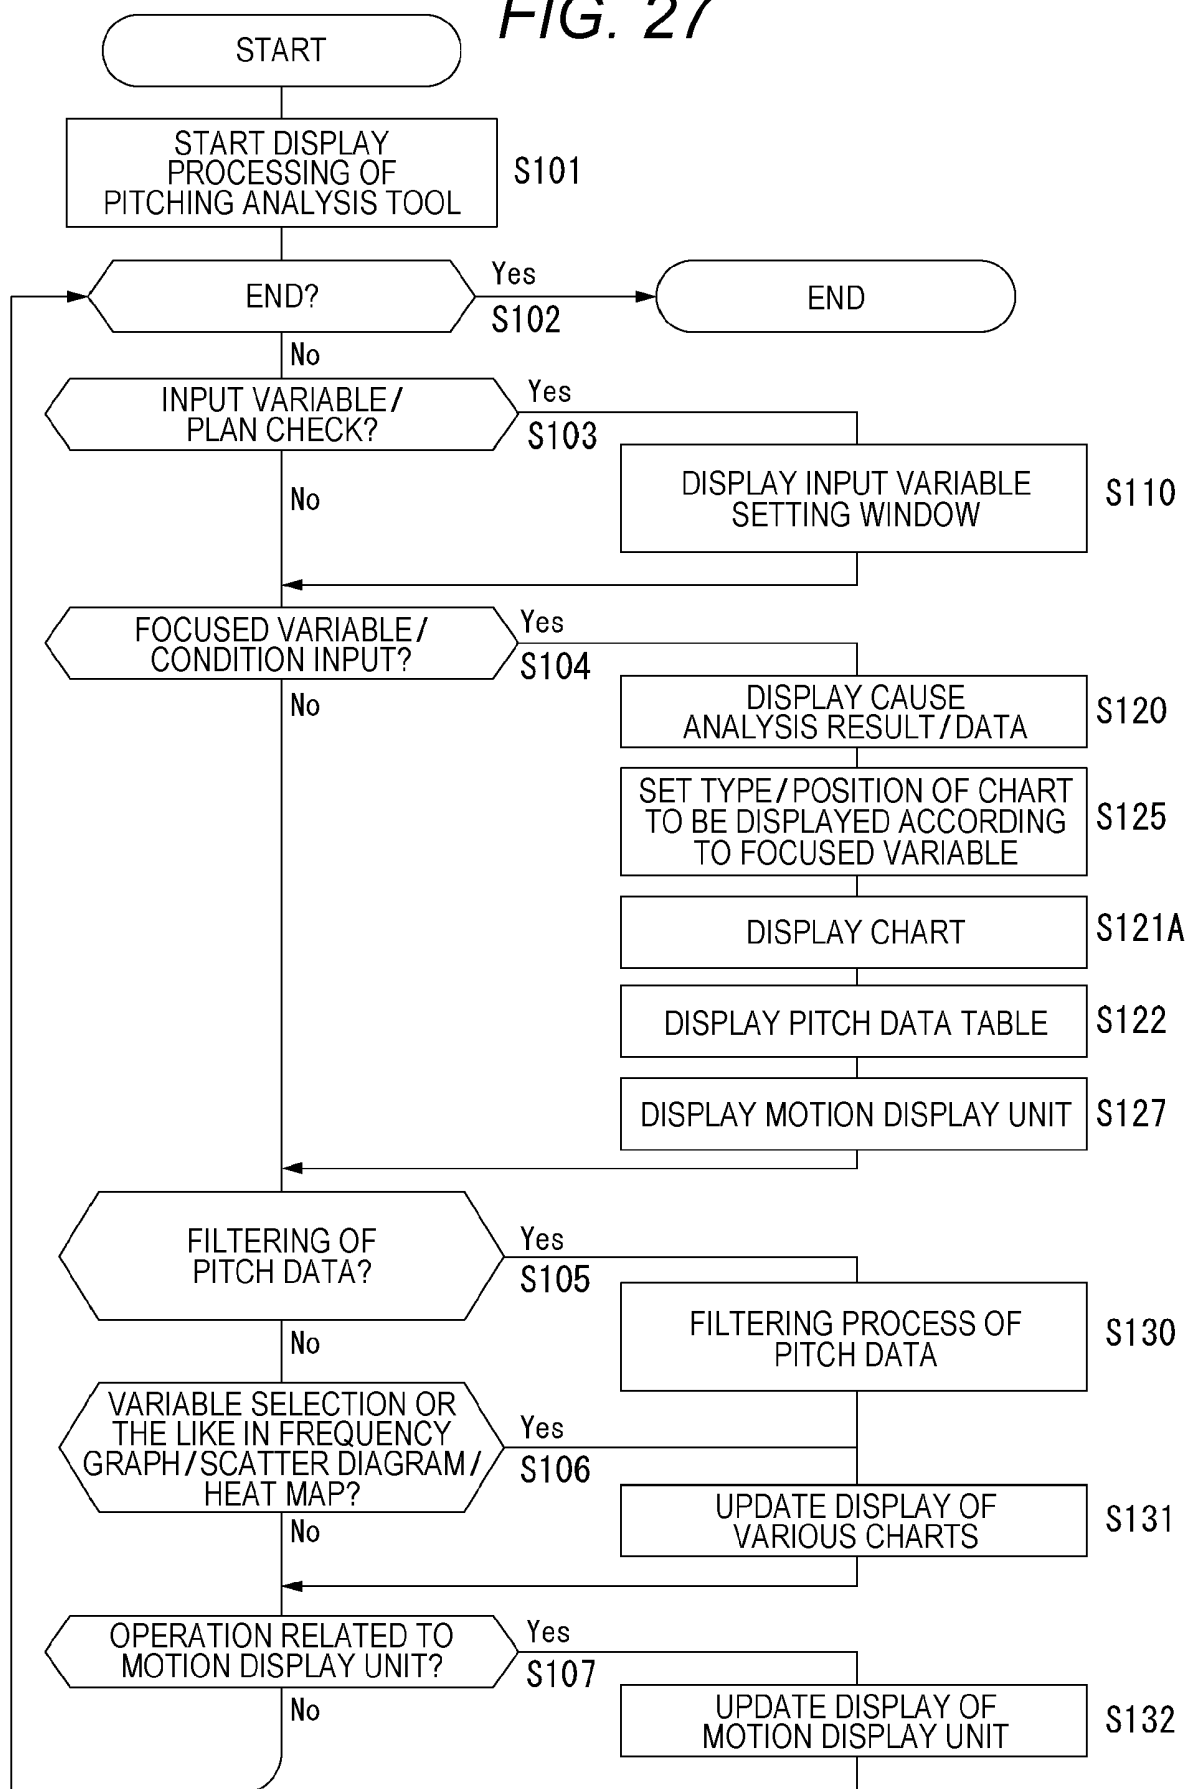 FIG. 27
START
START DISPLAY
PROCESSING OF
PITCHING ANALYSIS TOOL
S101
END?
Yes
S102
END
No
INPUT VARIABLE/
PLAN CHECK?
Yes
S103
No
DISPLAY INPUT VARIABLE
SETTING WINDOW
S110
FOCUSED VARIABLE/
CONDITION INPUT?
Yes
S104
No
DISPLAY CAUSE
ANALYSIS RESULT/DATA
S120
SET TYPE/POSITION OF CHART
TO BE DISPLAYED ACCORDING
TO FOCUSED VARIABLE
S125
DISPLAY CHART
S121A
DISPLAY PITCH DATA TABLE
S122
DISPLAY MOTION DISPLAY UNIT
S127
FILTERING OF
PITCH DATA?
Yes
S105
No
FILTERING PROCESS OF
PITCH DATA
S130
VARIABLE SELECTION OR
THE LIKE IN FREQUENCY
GRAPH/SCATTER DIAGRAM/
HEAT MAP?
Yes
S106
No
UPDATE DISPLAY OF
VARIOUS CHARTS
S131
OPERATION RELATED TO
MOTION DISPLAY UNIT?
Yes
S107
No
UPDATE DISPLAY OF
MOTION DISPLAY UNIT
S132